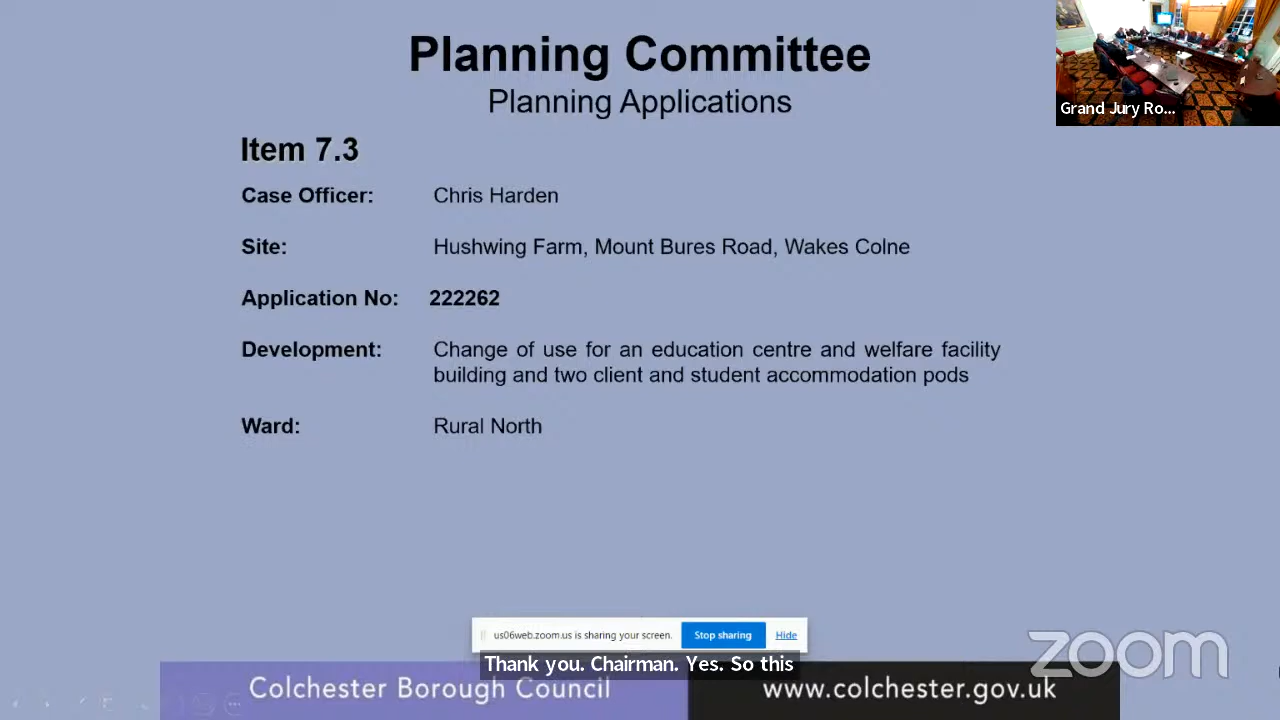 Planning Committee
Planning Applications
Grand Jury Ro...
Item 7.3
Case Officer: Chris Harden
Site: Hushwing Farm, Mount Bures Road, Wakes Colne
Application No: 222262
Development: Change of use for an education centre and welfare facility
building and two client and student accommodation pods
Ward: Rural North
us06web.zoom.us is sharing your screen. Stop sharing Hide
Thank you. Chairman. Yes. So this
zoom
Colchester Borough Council www.colchester.gov.uk